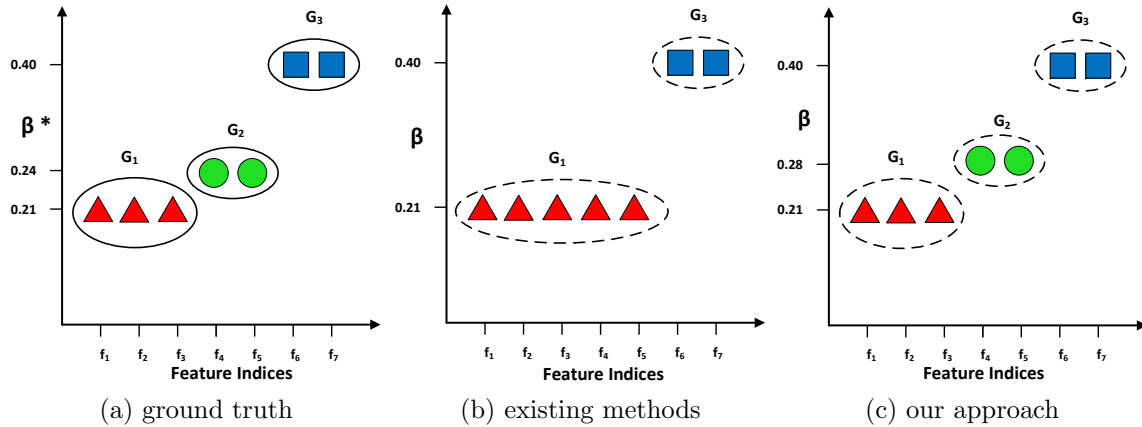 G3
0.40
β *
G2
0.24
G1
0.21
f1 f2 f3 f4 f5 f6 f7
Feature Indices
(a) ground truth
G3
0.40
β
G1
0.21
f1 f2 f3 f4 f5 f6 f7
Feature Indices
(b) existing methods
G3
0.40
β
G2
0.28
G1
0.21
f1 f2 f3 f4 f5 f6 f7
Feature Indices
(c) our approach